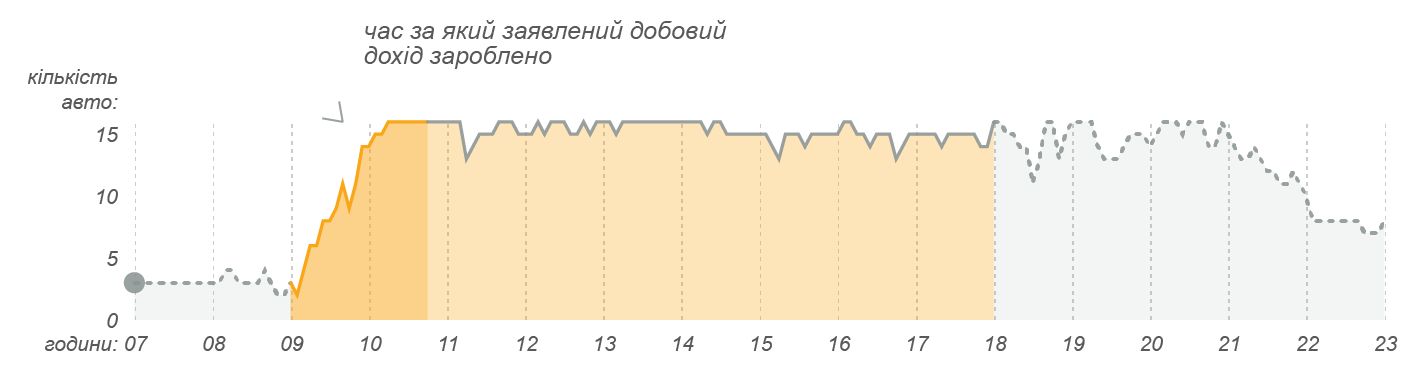 час за який заявлений добовий
дохід зароблено
кількість
авто:
15
10
5
0
години: 07 08 09 10 11 12 13 14 15 16 17 18 19 20 21 22 23